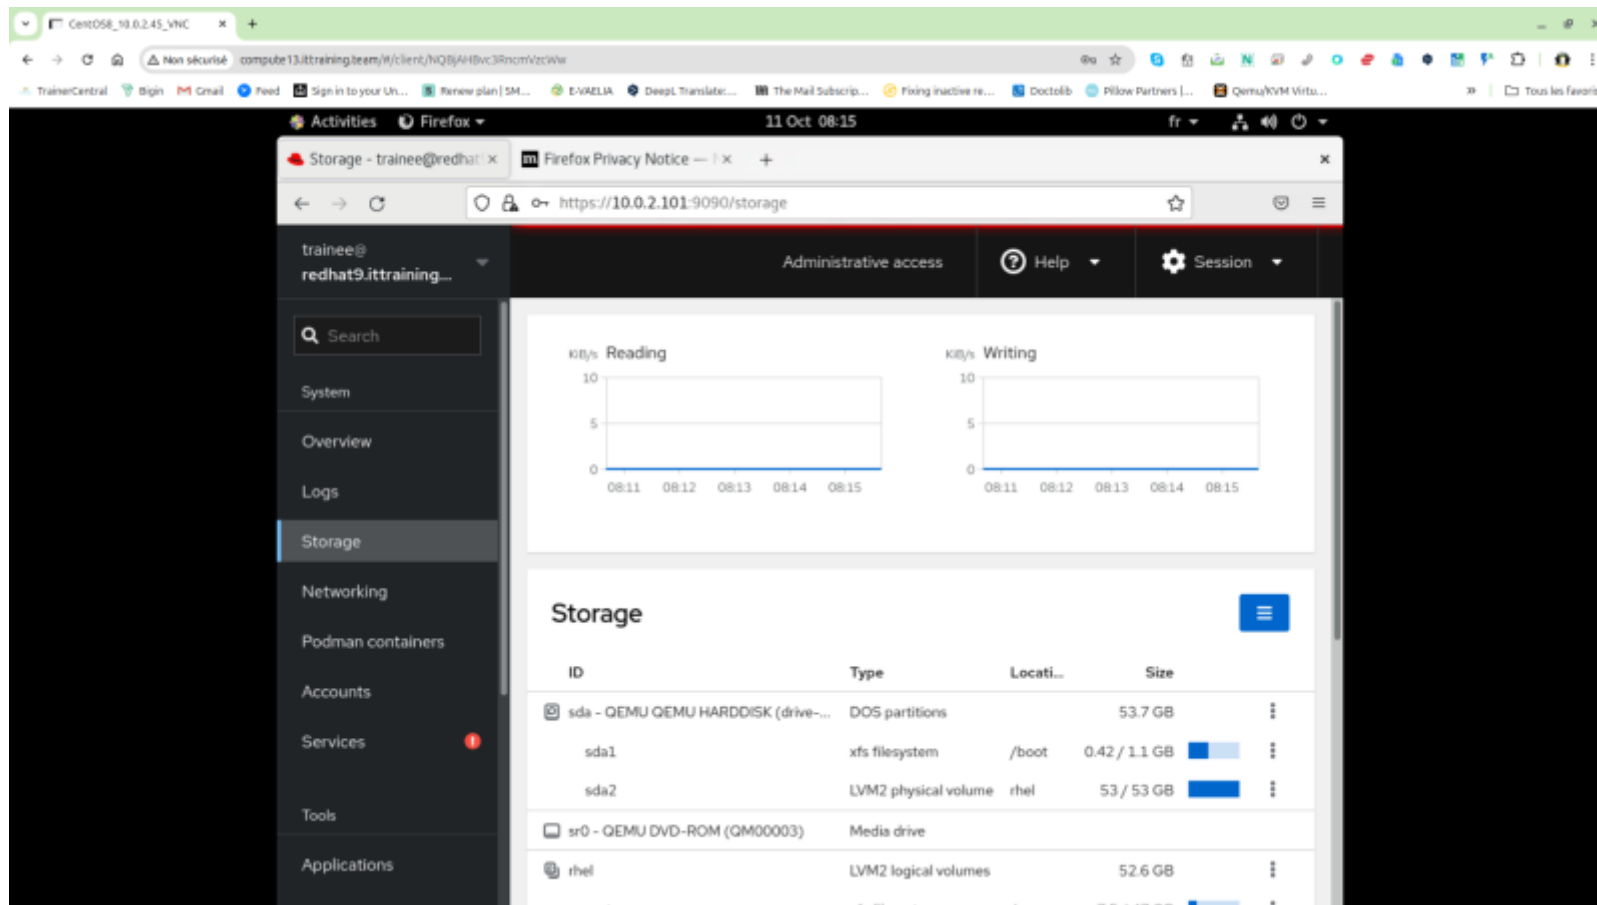 CentOS8_10.0.2.45_VNC
Non sécurisé compute13.ittraining.team/#/client/
TrainerCentral Bigin Gmail Feed Sign in to your Un... Renew plan | SM... E-VAELIA DeepL Translate:... The Mail Subscrip... Fixing inactive re... Doctolib Pillow Partners |... Qemu/KVM Virtu... Tous les favoris
Activities Firefox 11 Oct 08:15 fr
Storage - trainee@redhat Firefox Privacy Notice —
https://10.0.2.101:9090/storage
trainee@
redhat9.ittraining...
Administrative access Help Session
Search
System
Overview
Logs
Storage
Networking
Podman containers
Accounts
Services
Tools
Applications
KiB/s Reading
10
5
0
08:11 08:12 08:13 08:14 08:15
KiB/s Writing
10
5
0
08:11 08:12 08:13 08:14 08:15
Storage
ID Type Locati... Size
sda - QEMU QEMU HARDDISK (drive-... DOS partitions 53.7 GB
sda1 xfs filesystem /boot 0.42 / 1.1 GB
sda2 LVM2 physical volume rhel 53 / 53 GB
sr0 - QEMU DVD-ROM (QM00003) Media drive
rhel LVM2 logical volumes 52.6 GB